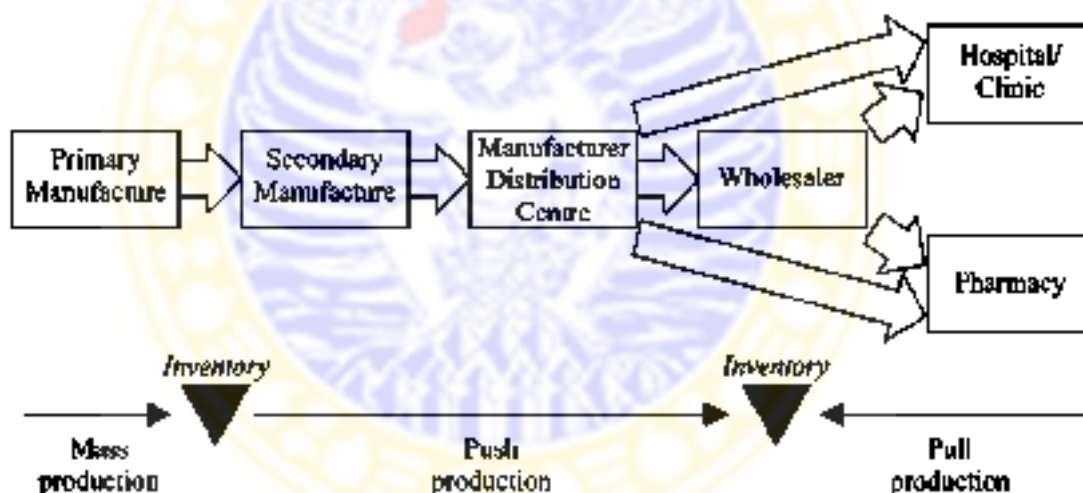 Hospital/
Clinic
Primary
Manufacture
Secondary
Manufacture
Manufacturer
Distribution
Centre
Wholesaler
Pharmacy
Inventory
Inventory
Mass
production
Push
production
Pull
production